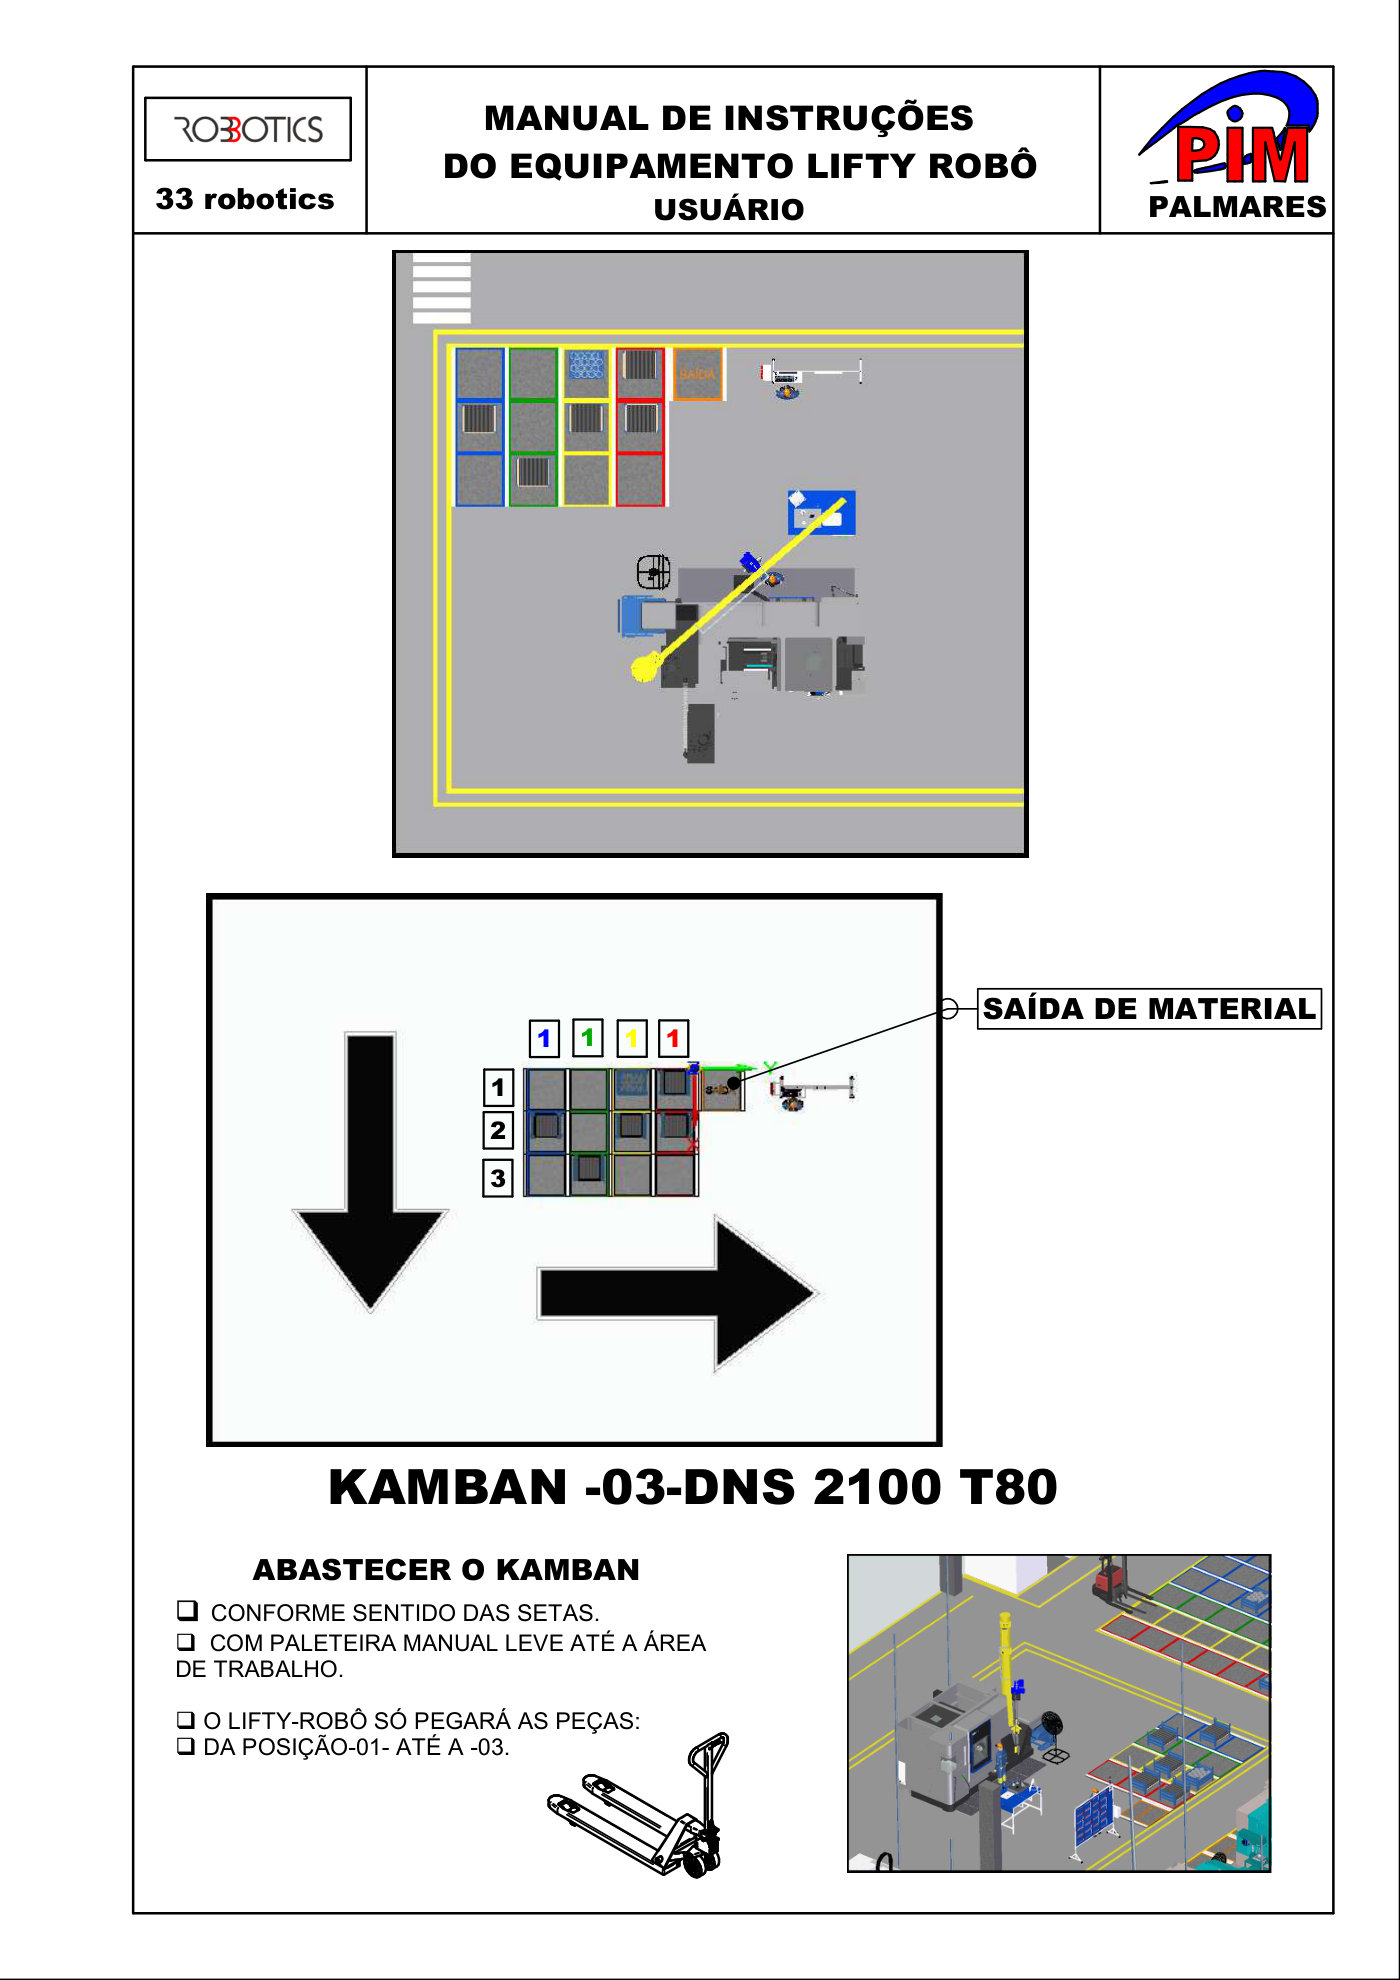 ROBBOTICS
33 robotics
MANUAL DE INSTRUÇÕES
DO EQUIPAMENTO LIFTY ROBÔ
USUÁRIO
PiM
PALMARES
SAÍDA
SAÍDA DE MATERIAL
1 1 1 1
Y
1
2
X
3
KAMBAN -03-DNS 2100 T80
ABASTECER O KAMBAN
❑ CONFORME SENTIDO DAS SETAS.
❑ COM PALETEIRA MANUAL LEVE ATÉ A ÁREA
DE TRABALHO.
❑ O LIFTY-ROBÔ SÓ PEGARÁ AS PEÇAS:
❑ DA POSIÇÃO-01- ATÉ A -03.